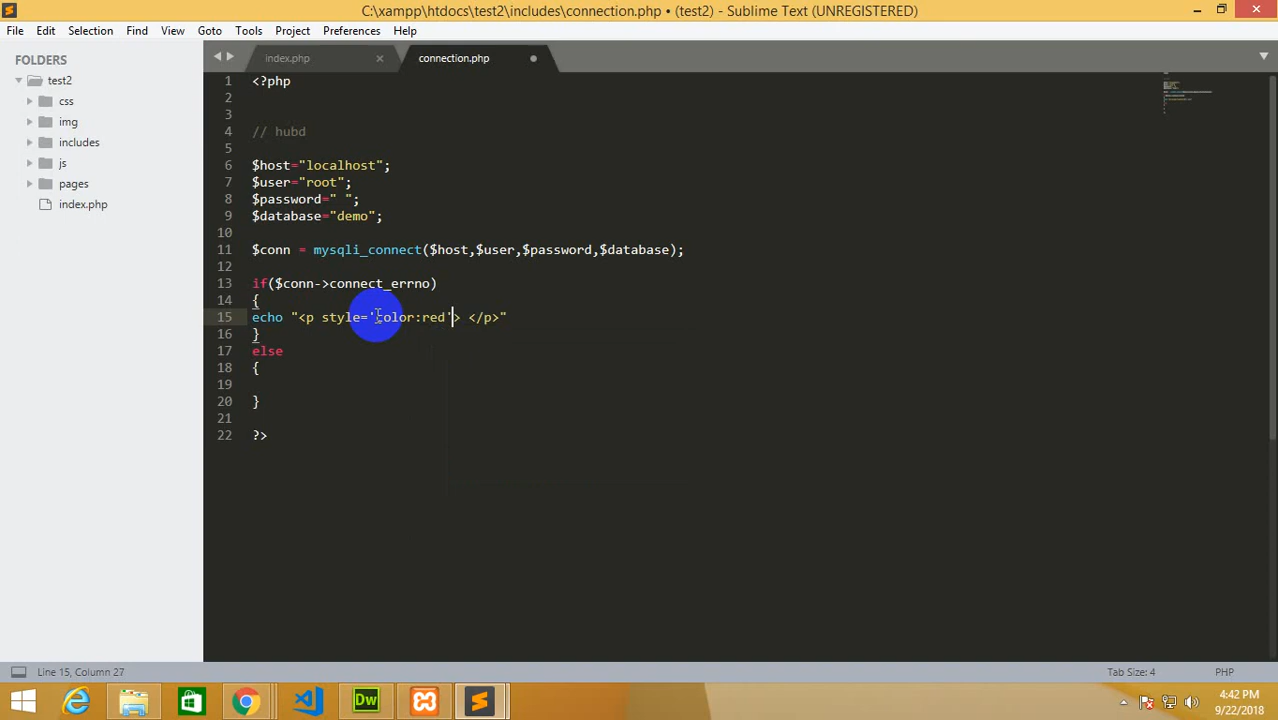 C:\xampp\htdocs\test2\includes\connection.php • (test2) - Sublime Text (UNREGISTERED)
File Edit Selection Find View Goto Tools Project Preferences Help
FOLDERS
test2
css
img
includes
js
pages
index.php
index.php × connection.php
1 <?php
2
3
4 // hubd
5
6 $host="localhost";
7 $user="root";
8 $password=" ";
9 $database="demo";
10
11 $conn = mysqli_connect($host,$user,$password,$database);
12
13 if($conn->connect_errno)
14 {
15 echo "<p style='color:red'> </p>"
16 }
17 else
18 {
19
20 }
21
22 ?>
Line 15, Column 27 Tab Size: 4 PHP
Dw
4:42 PM
9/22/2018